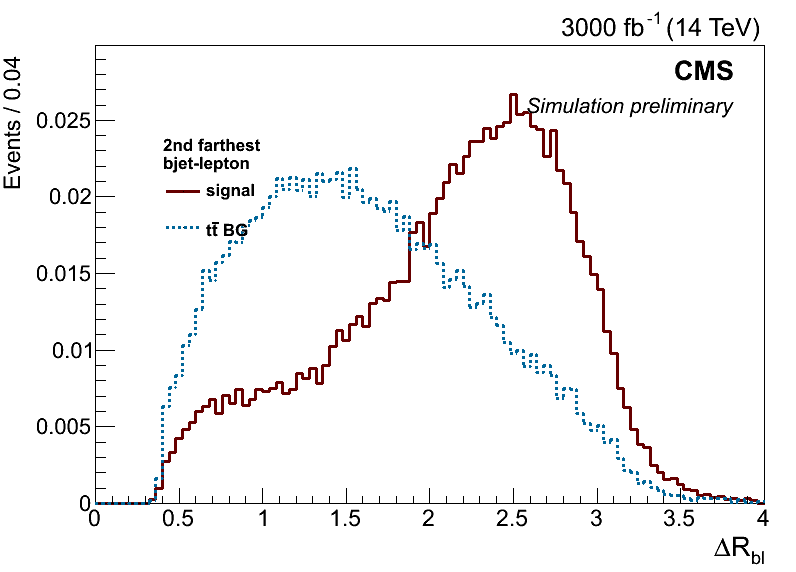 3000 fb⁻¹ (14 TeV)
Events / 0.04
CMS
Simulation preliminary
2nd farthest
bjet-lepton
signal
tt̄ BG
0.025
0.02
0.015
0.01
0.005
0
0 0.5 1 1.5 2 2.5 3 3.5 4
ΔR_bl